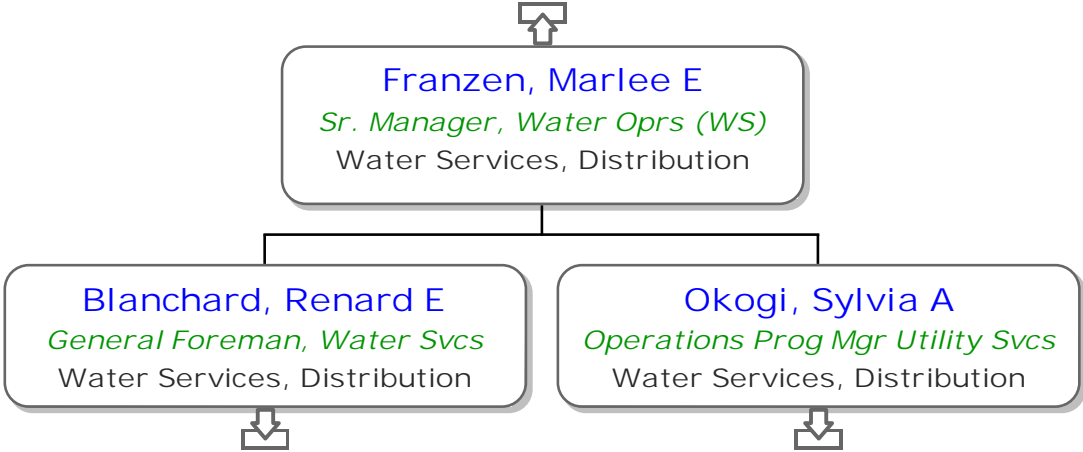 Franzen, Marlee E
Sr. Manager, Water Oprs (WS)
Water Services, Distribution
Blanchard, Renard E
General Foreman, Water Svcs
Water Services, Distribution
Okogi, Sylvia A
Operations Prog Mgr Utility Svcs
Water Services, Distribution